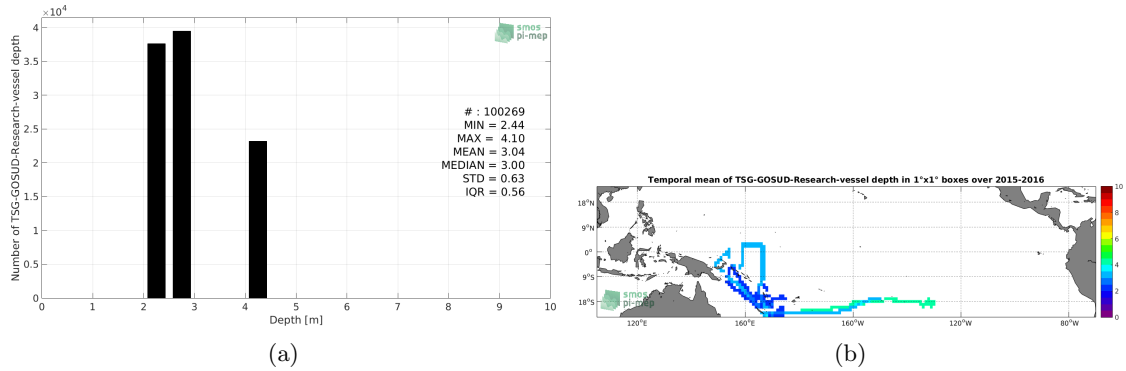 ×10⁴
4
3.5
3
2.5
2
1.5
1
0.5
0
Number of TSG-GOSUD-Research-vessel depth
smos
pi-mep
# : 100269
MIN = 2.44
MAX = 4.10
MEAN = 3.04
MEDIAN = 3.00
STD = 0.63
IQR = 0.56
0 1 2 3 4 5 6 7 8 9 10
Depth [m]
(a)
Temporal mean of TSG-GOSUD-Research-vessel depth in 1°x1° boxes over 2015-2016
18°N
9°N
0°
9°S
18°S
smos
pi-mep
120°E 160°E 160°W 120°W 80°W
10
8
6
4
2
0
(b)